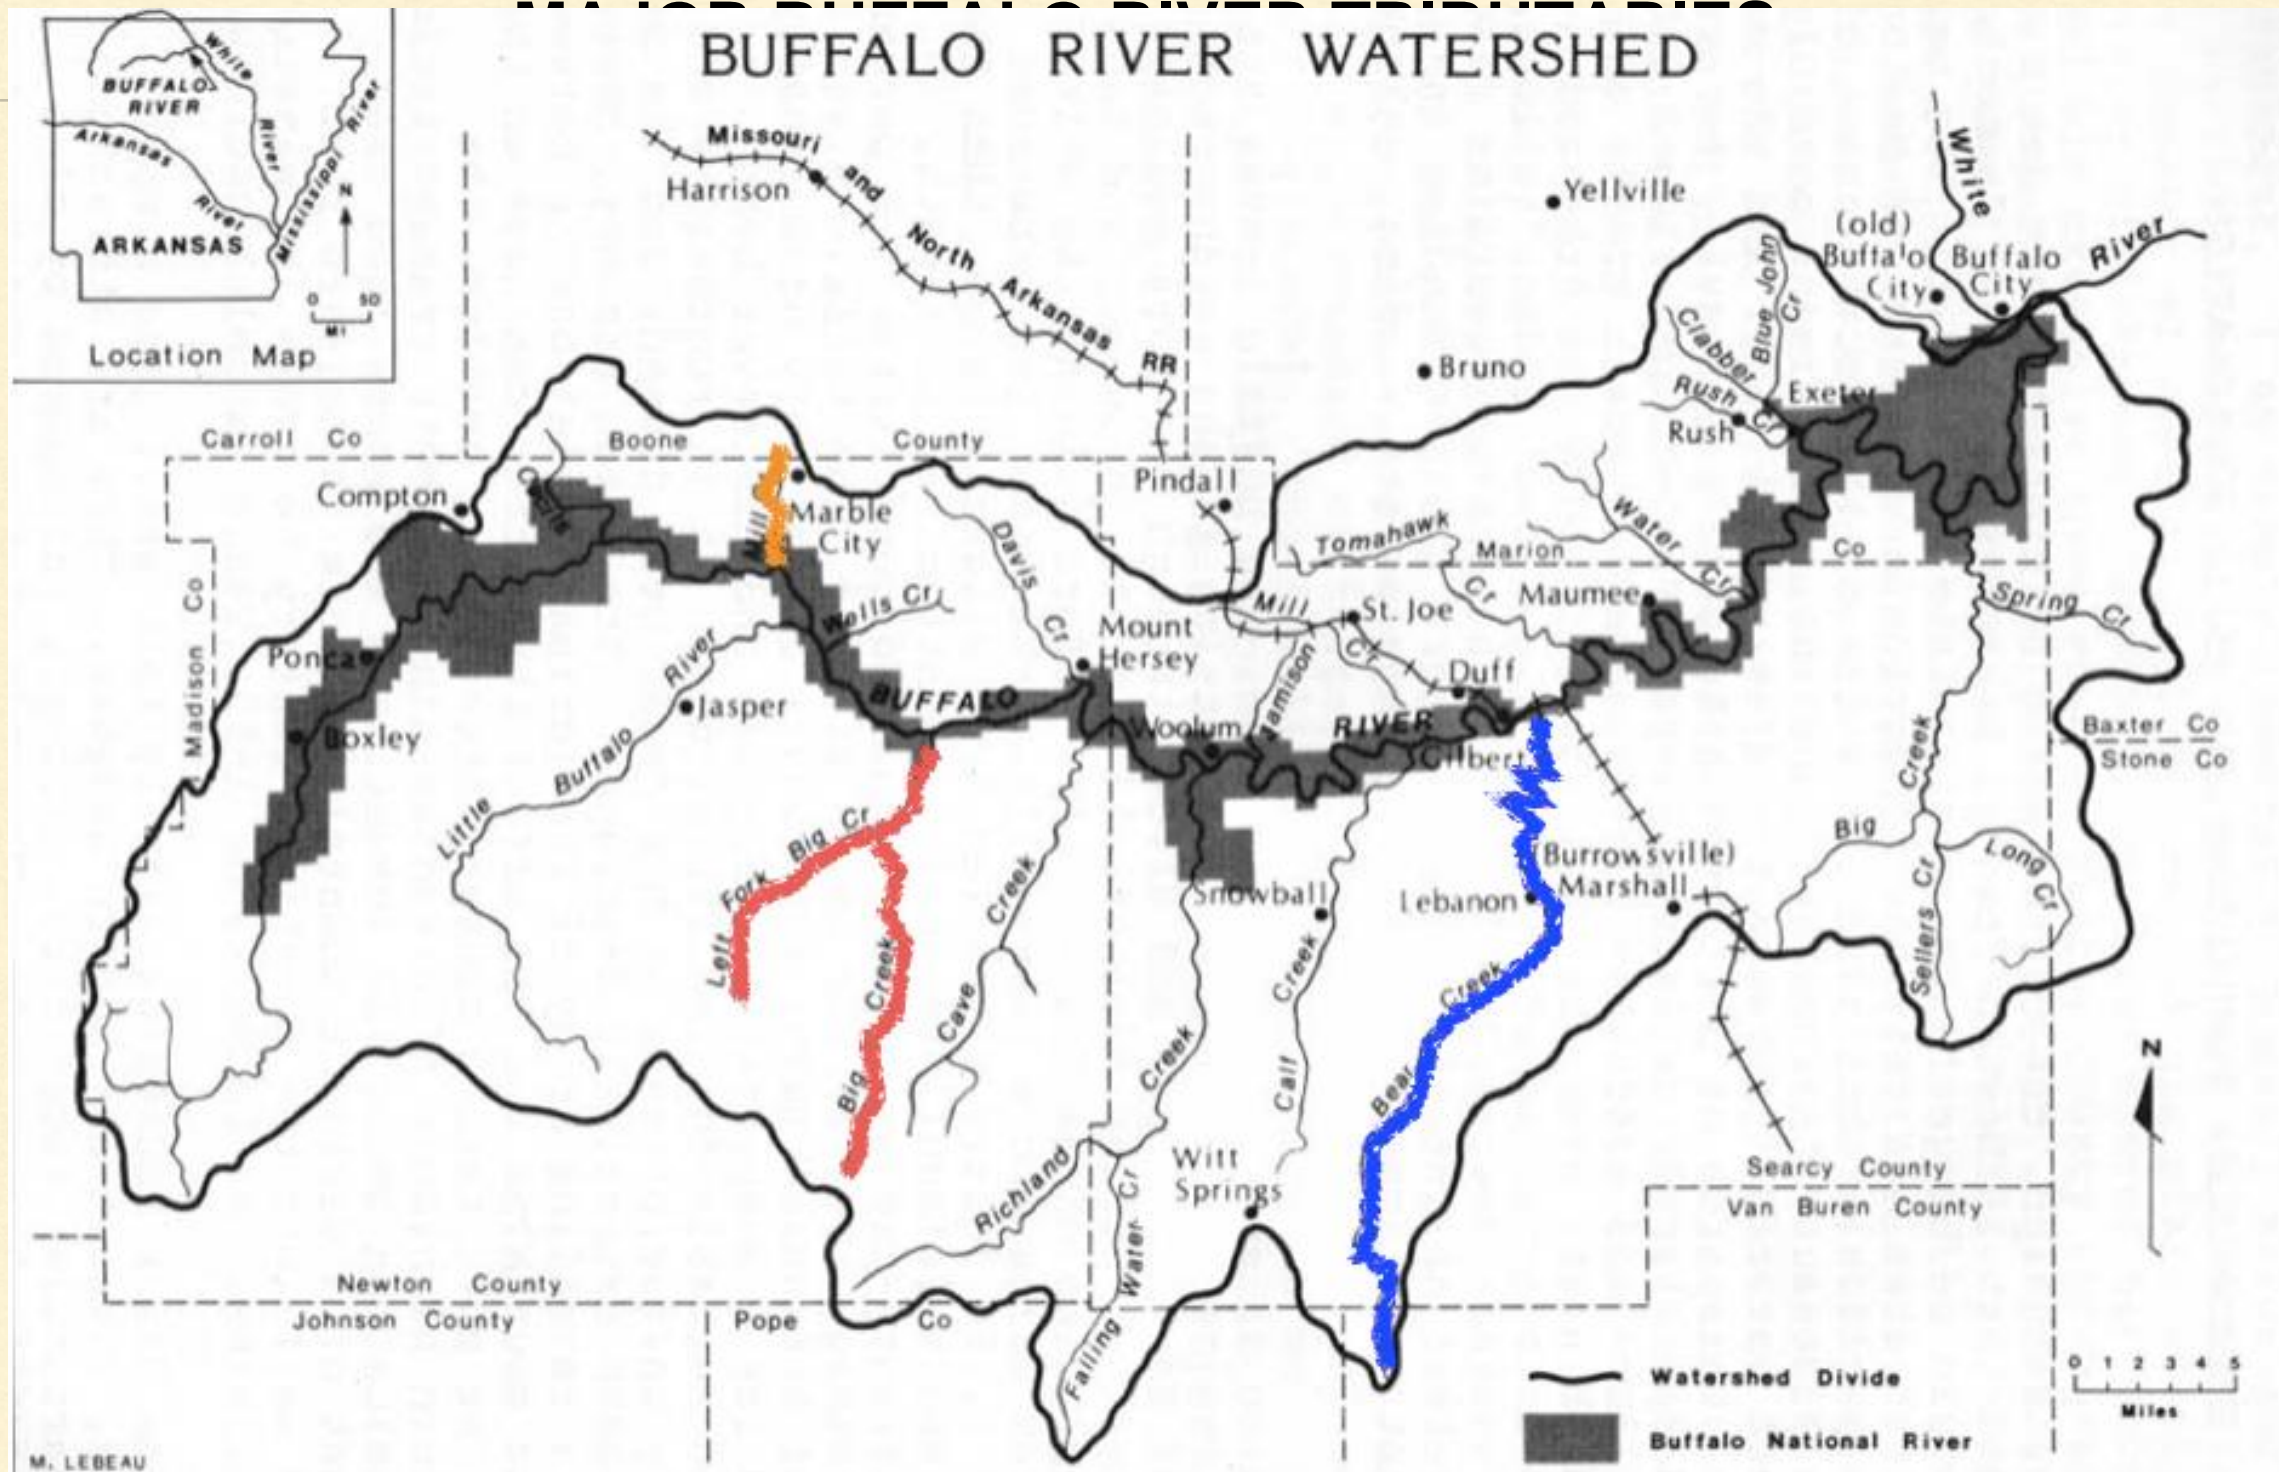 MAJOR BUFFALO RIVER TRIBUTARIES
BUFFALO RIVER WATERSHED
White
River
BUFFALO
RIVER
Arkansas
River
Mississippi River
N
ARKANSAS
0 50
MI
Location Map
Missouri and North Arkansas RR
Harrison
Yellville
Bruno
White River
(old)
Buffalo
City
Buffalo
City
Blue John
Cr
Clabber
Rush
Cr
Exeter
Rush
Carroll Co
Boone County
Compton
Cecils
Mill
Marble
City
Pindall
Davis Cr
Tomahawk
Cr
Marion Co
Water Cr
Maumee
Mill
Cr
St. Joe
Spring Cr
Madison Co
Ponca
Boxley
Wells Cr
Mount
Hersey
Jamison
Duff
Little Buffalo River
Jasper
BUFFALO RIVER
Woolum
Gilbert
Baxter Co
Stone Co
Left Fork Big Cr
Big Creek
Cave Creek
Snowball
Calf Creek
Lebanon
(Burrowsville)
Marshall
Bear Creek
Big Creek
Long Cr
Sellers Cr
Richland Creek
Witt
Springs
Falling Water Cr
N
Searcy County
Van Buren County
Newton County
Johnson County
Pope Co
Watershed Divide
Buffalo National River
0 1 2 3 4 5
Miles
M. LEBEAU